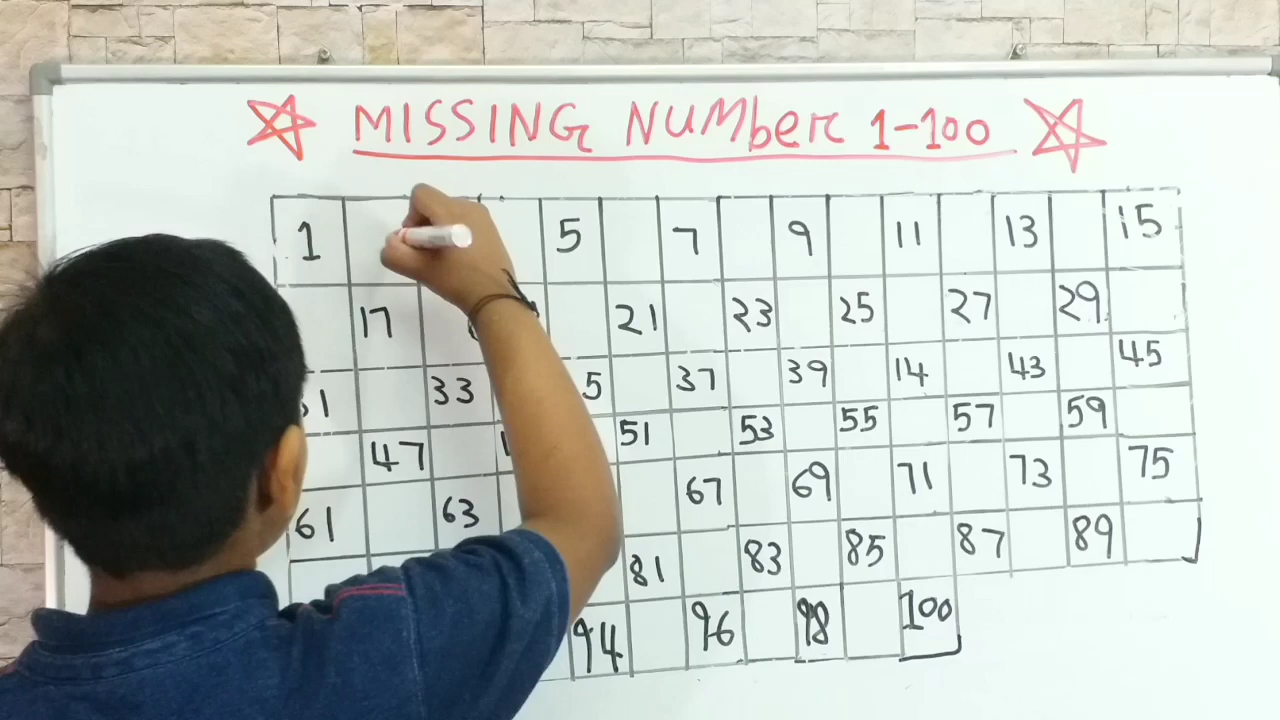 MISSING NUMber 1-100
1 5 7 9 11 13 15
17 21 23 25 27 29
33 37 39 14 43 45
47 51 53 55 57 59
61 63 67 69 71 73 75
81 83 85 87 89
94 96 98 100